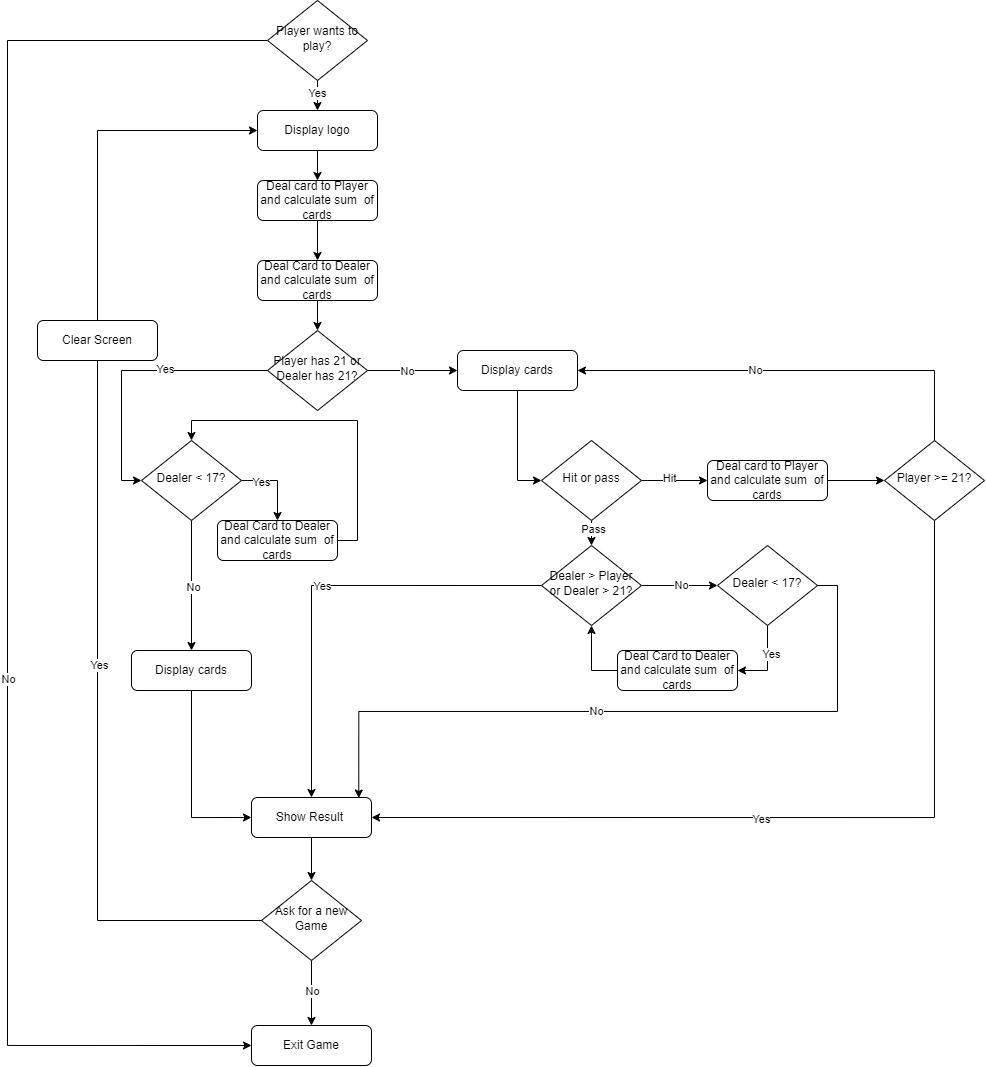 Player wants to
play?
Yes
Display logo
Deal card to Player
and calculate sum of
cards
Deal Card to Dealer
and calculate sum of
cards
Clear Screen
Player has 21 or
Dealer has 21?
Yes
No
Display cards
No
Dealer < 17?
Yes
Deal Card to Dealer
and calculate sum of
cards
Hit or pass
Hit
Deal card to Player
and calculate sum of
cards
Player >= 21?
Pass
Dealer > Player
or Dealer > 21?
Yes
No
Dealer < 17?
No
Yes
Deal Card to Dealer
and calculate sum of
cards
Display cards
Yes
No
No
Show Result
Yes
Ask for a new
Game
No
Exit Game